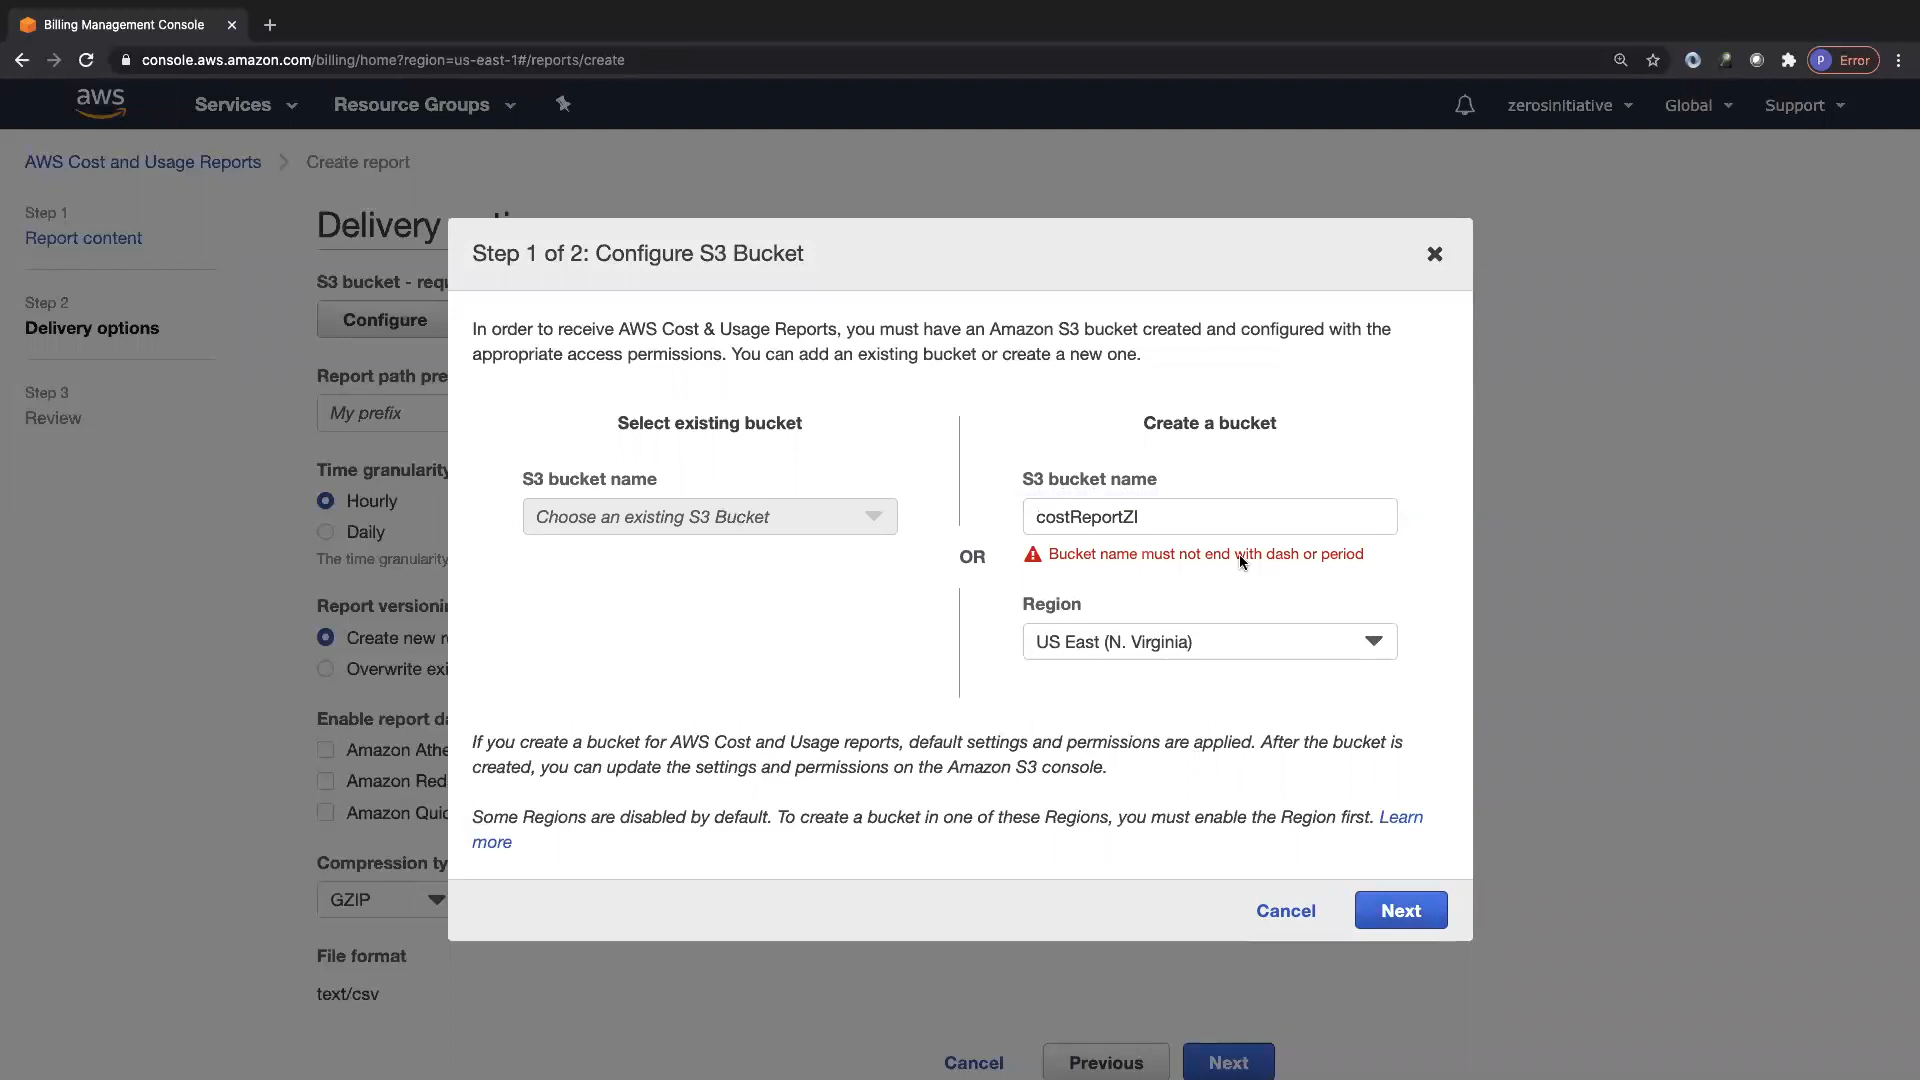 Billing Management Console
console.aws.amazon.com/billing/home?region=us-east-1#/reports/create
P Error
aws
Services
Resource Groups
zerosinitiative
Global
Support
AWS Cost and Usage Reports
Create report
Step 1
Report content
Step 2
Delivery options
Step 3
Review
Delivery
S3 bucket - requ
Configure
Report path pre
My prefix
Time granularity
Hourly
Daily
The time granularity
Report versionin
Create new r
Overwrite exi
Enable report da
Amazon Athe
Amazon Red
Amazon Quic
Compression ty
GZIP
File format
text/csv
Cancel
Previous
Next
Step 1 of 2: Configure S3 Bucket
In order to receive AWS Cost & Usage Reports, you must have an Amazon S3 bucket created and configured with the
appropriate access permissions. You can add an existing bucket or create a new one.
Select existing bucket
S3 bucket name
Choose an existing S3 Bucket
OR
Create a bucket
S3 bucket name
costReportZI
Bucket name must not end with dash or period
Region
US East (N. Virginia)
If you create a bucket for AWS Cost and Usage reports, default settings and permissions are applied. After the bucket is
created, you can update the settings and permissions on the Amazon S3 console.
Some Regions are disabled by default. To create a bucket in one of these Regions, you must enable the Region first. Learn
more
Cancel
Next